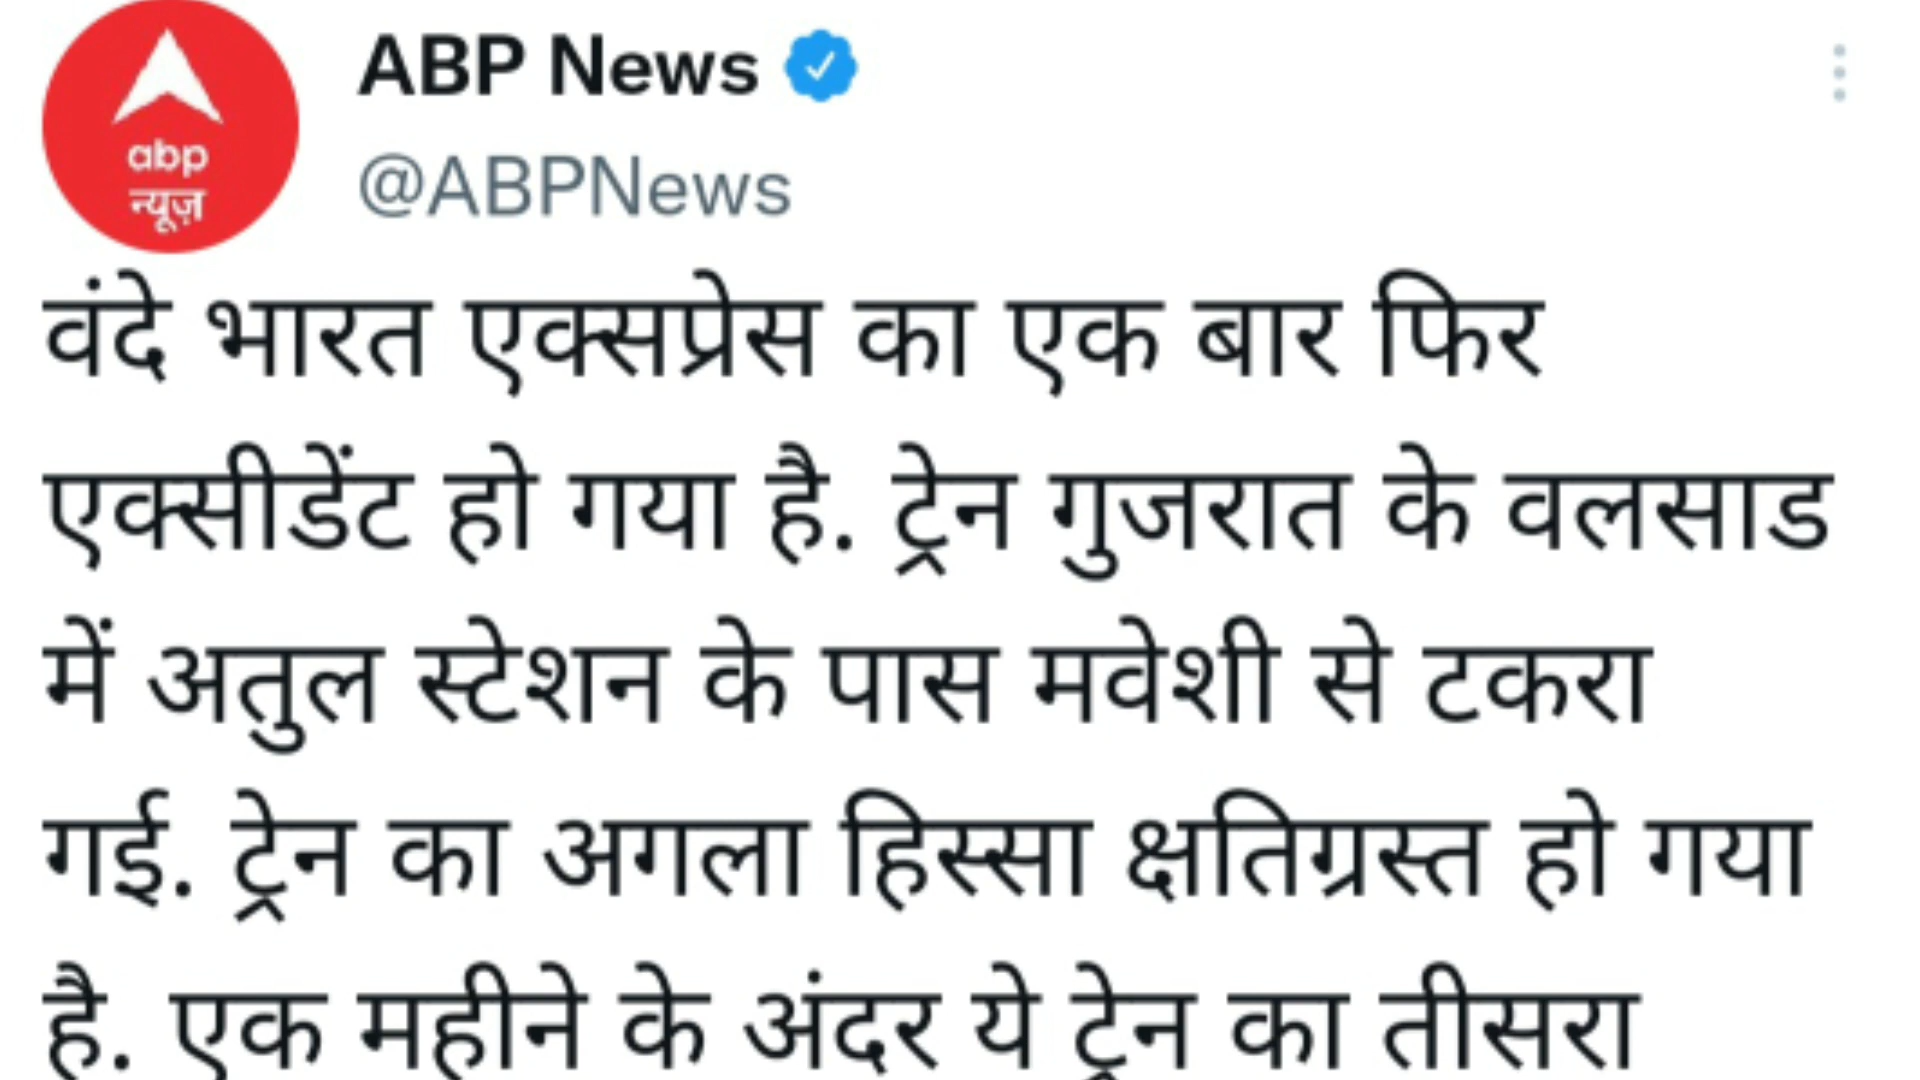 ABP News
@ABPNews
abp
न्यूज़
वंदे भारत एक्सप्रेस का एक बार फिर
एक्सीडेंट हो गया है. ट्रेन गुजरात के वलसाड
में अतुल स्टेशन के पास मवेशी से टकरा
गई. ट्रेन का अगला हिस्सा क्षतिग्रस्त हो गया
है. एक महीने के अंदर ये ट्रेन का तीसरा